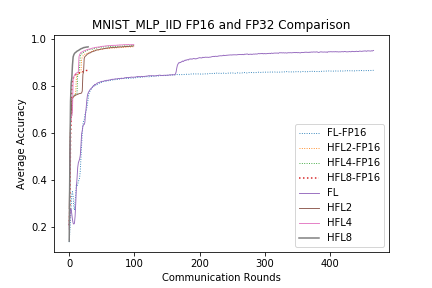 MNIST_MLP_IID FP16 and FP32 Comparison
1.0
0.8
0.6
0.4
0.2
Average Accuracy
FL-FP16
HFL2-FP16
HFL4-FP16
HFL8-FP16
FL
HFL2
HFL4
HFL8
0 100 200 300 400
Communication Rounds